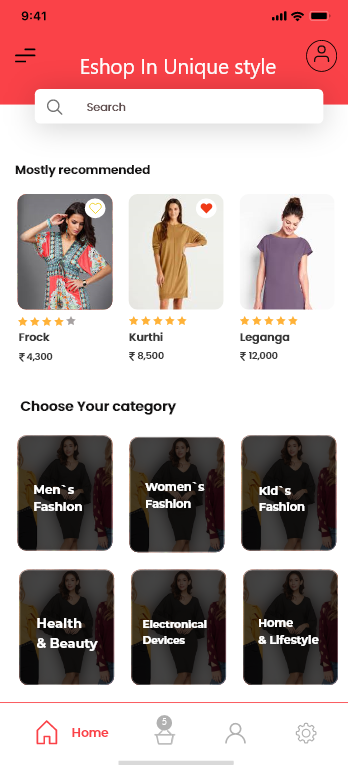 9:41
Eshop In Unique style
Search
Mostly recommended
Frock
Kurthi
Leganga
₹ 4,300
₹ 8,500
₹ 12,000
Choose Your category
Men`s
Fashion
Women`s
Fashion
Kid`s
Fashion
Health
& Beauty
Electronical
Devices
Home
& Lifestyle
5
Home